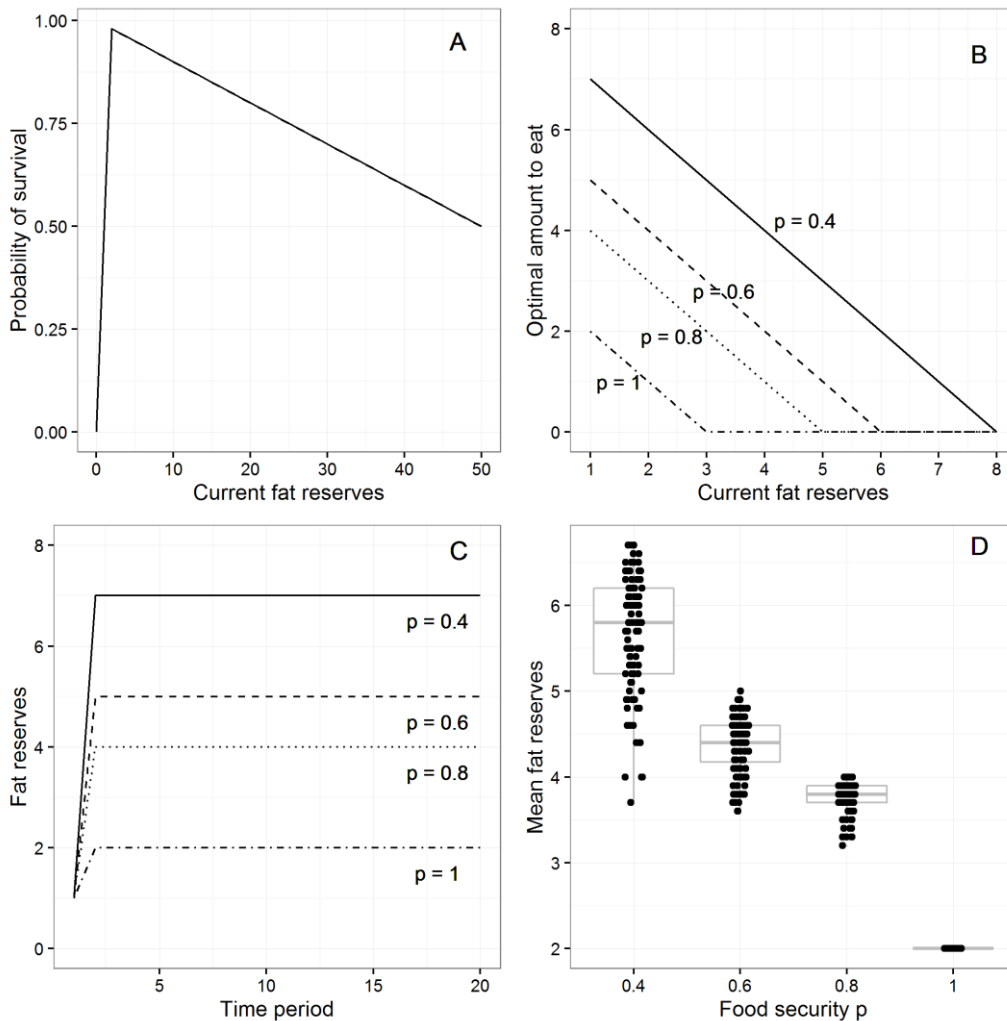 A
1.00
0.75
0.50
0.25
0.00
Probability of survival
0 10 20 30 40 50
Current fat reserves
B
8
6
4
2
0
Optimal amount to eat
p = 0.4
p = 0.6
p = 0.8
p = 1
1 2 3 4 5 6 7 8
Current fat reserves
C
8
6
4
2
0
Fat reserves
p = 0.4
p = 0.6
p = 0.8
p = 1
5 10 15 20
Time period
D
6
5
4
3
2
Mean fat reserves
0.4 0.6 0.8 1
Food security p